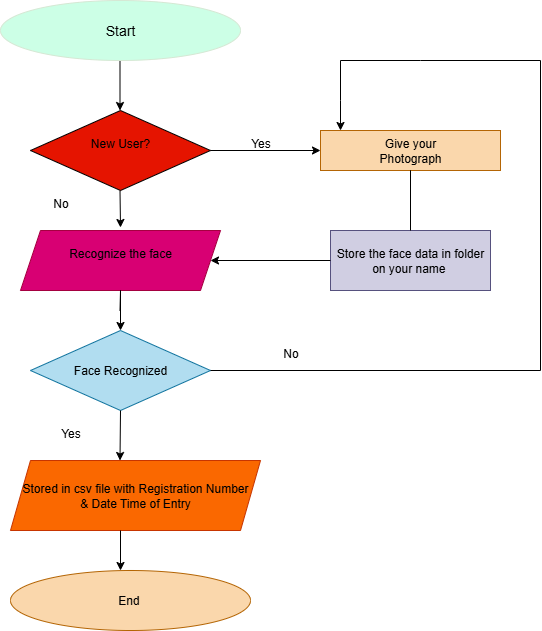 Start
New User?
Yes
Give your
Photograph
No
Recognize the face
Store the face data in folder
on your name
No
Face Recognized
Yes
Stored in csv file with Registration Number
& Date Time of Entry
End